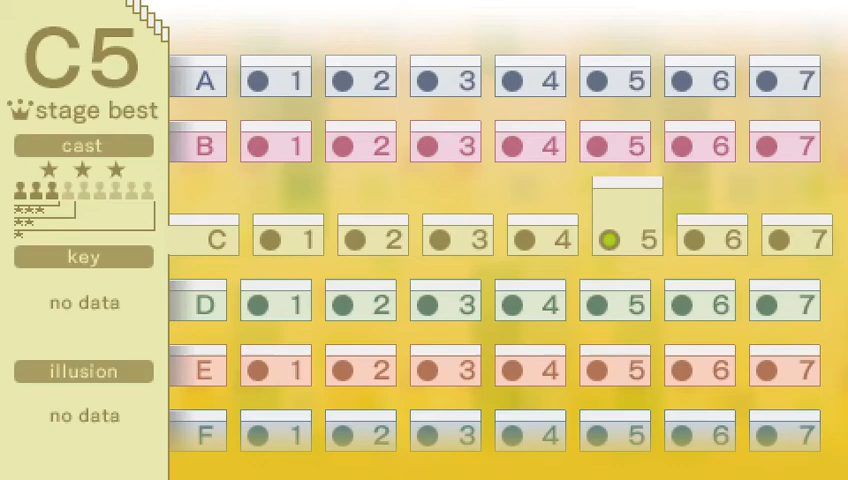 C5
stage best
cast
key
no data
illusion
no data
A 1 2 3 4 5 6 7
B 1 2 3 4 5 6 7
C 1 2 3 4 5 6 7
D 1 2 3 4 5 6 7
E 1 2 3 4 5 6 7
F 1 2 3 4 5 6 7